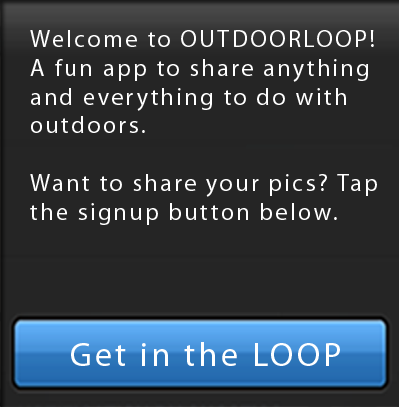 Welcome to OUTDOORLOOP!
A fun app to share anything
and everything to do with
outdoors.
Want to share your pics? Tap
the signup button below.
Get in the LOOP